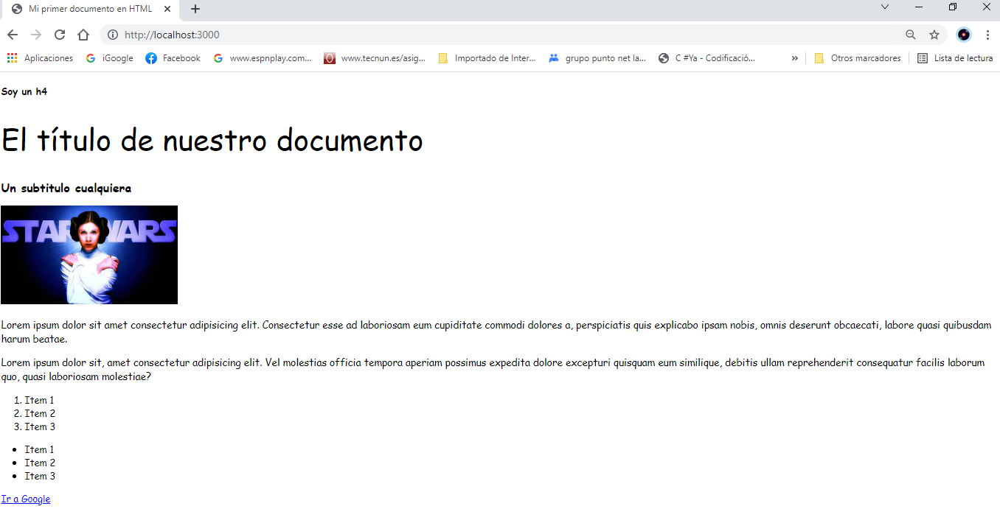 Mi primer documento en HTML
http://localhost:3000
Aplicaciones iGoogle Facebook www.espnplay.com... www.tecnun.es/asig... Importado de Inter... grupo punto net la... C #Ya - Codificació... » Otros marcadores Lista de lectura
Soy un h4
El título de nuestro documento
Un subtitulo cualquiera
STAR WARS
Lorem ipsum dolor sit amet consectetur adipisicing elit. Consectetur esse ad laboriosam eum cupiditate commodi dolores a, perspiciatis quis explicabo ipsam nobis, omnis deserunt obcaecati, labore quasi quibusdam
harum beatae.
Lorem ipsum dolor sit, amet consectetur adipisicing elit. Vel molestias officia tempora aperiam possimus expedita dolore excepturi quisquam eum similique, debitis ullam reprehenderit consequatur facilis laborum
quo, quasi laboriosam molestiae?
1. Item 1
2. Item 2
3. Item 3
• Item 1
• Item 2
• Item 3
Ir a Google